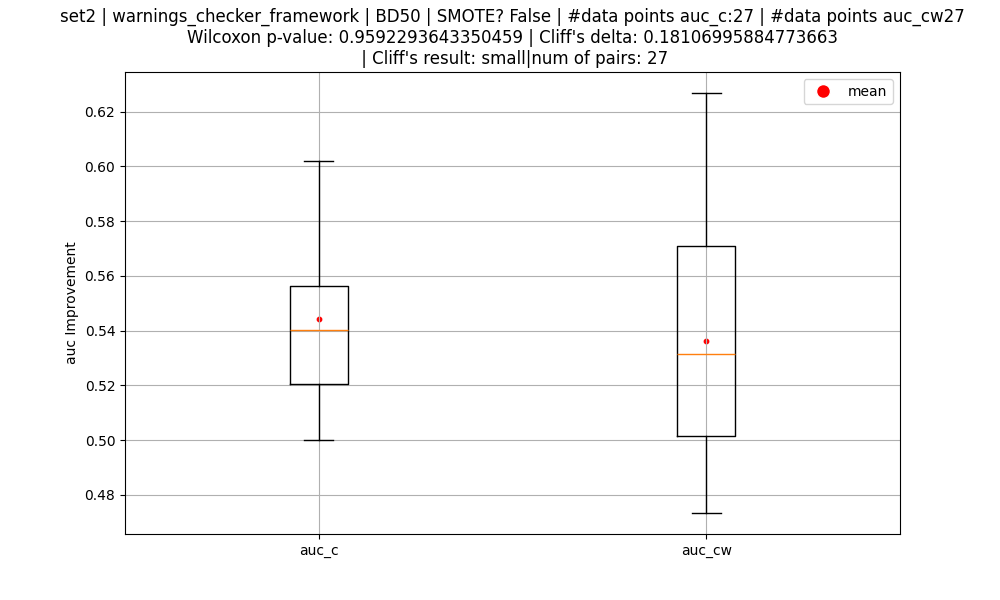 set2 | warnings_checker_framework | BD50 | SMOTE? False | #data points auc_c:27 | #data points auc_cw27
Wilcoxon p-value: 0.9592293643350459 | Cliff's delta: 0.18106995884773663
| Cliff's result: small|num of pairs: 27
mean
0.62
0.60
0.58
0.56
0.54
0.52
0.50
0.48
auc Improvement
auc_c
auc_cw